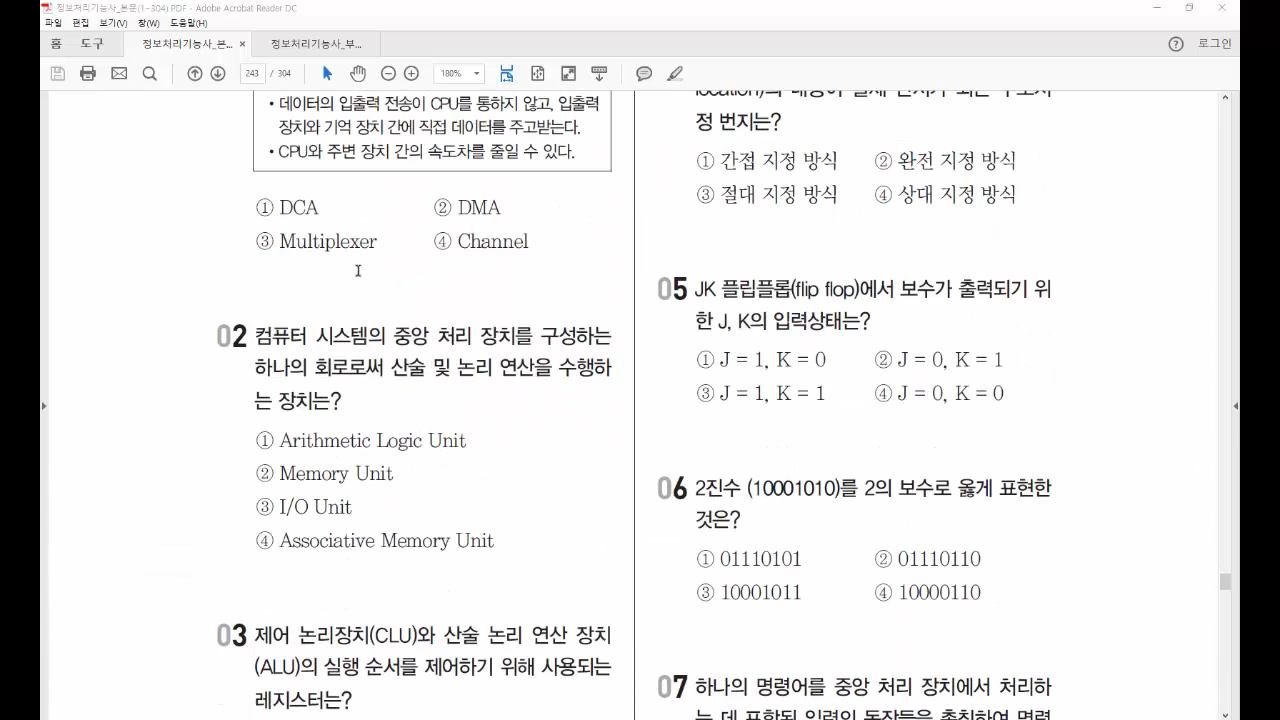 정보처리기능사_본문(1-304).PDF - Adobe Acrobat Reader DC
파일 편집 보기(V) 창(W) 도움말(H)
홈 도구 정보처리기능사_본... × 정보처리기능사_부... ? 로그인
243 / 304 180%
• 데이터의 입출력 전송이 CPU를 통하지 않고, 입출력
장치와 기억 장치 간에 직접 데이터를 주고받는다.
• CPU와 주변 장치 간의 속도차를 줄일 수 있다.
① DCA ② DMA
③ Multiplexer ④ Channel
02 컴퓨터 시스템의 중앙 처리 장치를 구성하는
하나의 회로로써 산술 및 논리 연산을 수행하
는 장치는?
① Arithmetic Logic Unit
② Memory Unit
③ I/O Unit
④ Associative Memory Unit
03 제어 논리장치(CLU)와 산술 논리 연산 장치
(ALU)의 실행 순서를 제어하기 위해 사용되는
레지스터는?
정 번지는?
① 간접 지정 방식 ② 완전 지정 방식
③ 절대 지정 방식 ④ 상대 지정 방식
05 JK 플립플롭(flip flop)에서 보수가 출력되기 위
한 J, K의 입력상태는?
① J = 1, K = 0 ② J = 0, K = 1
③ J = 1, K = 1 ④ J = 0, K = 0
06 2진수 (10001010)를 2의 보수로 옳게 표현한
것은?
① 01110101 ② 01110110
③ 10001011 ④ 10000110
07 하나의 명령어를 중앙 처리 장치에서 처리하